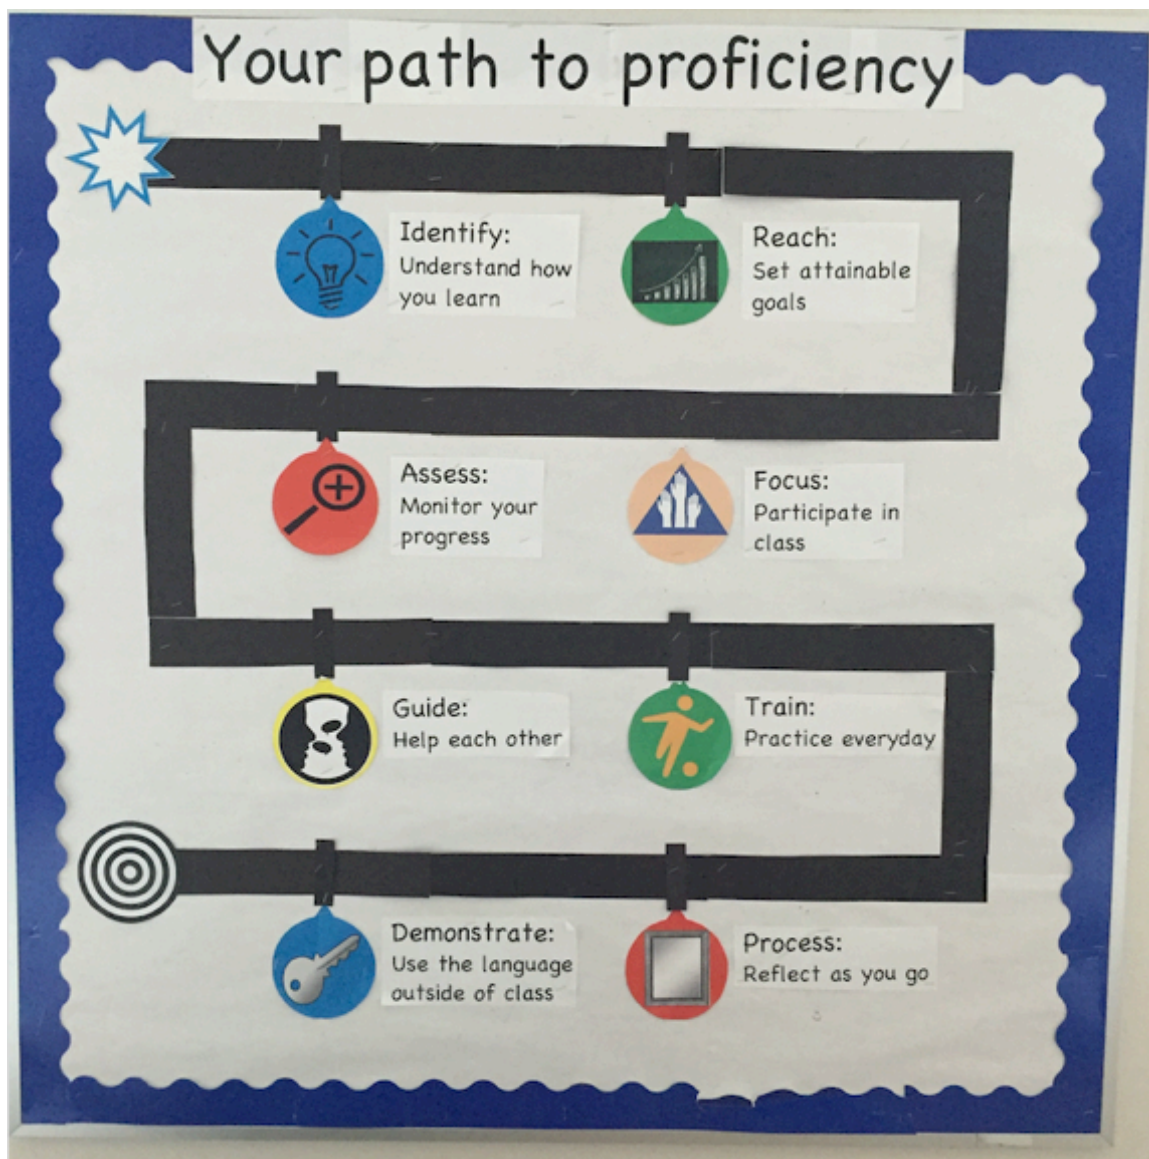 Your path to proficiency
Identify:
Understand how
you learn
Reach:
Set attainable
goals
Assess:
Monitor your
progress
Focus:
Participate in
class
Guide:
Help each other
Train:
Practice everyday
Demonstrate:
Use the language
outside of class
Process:
Reflect as you go